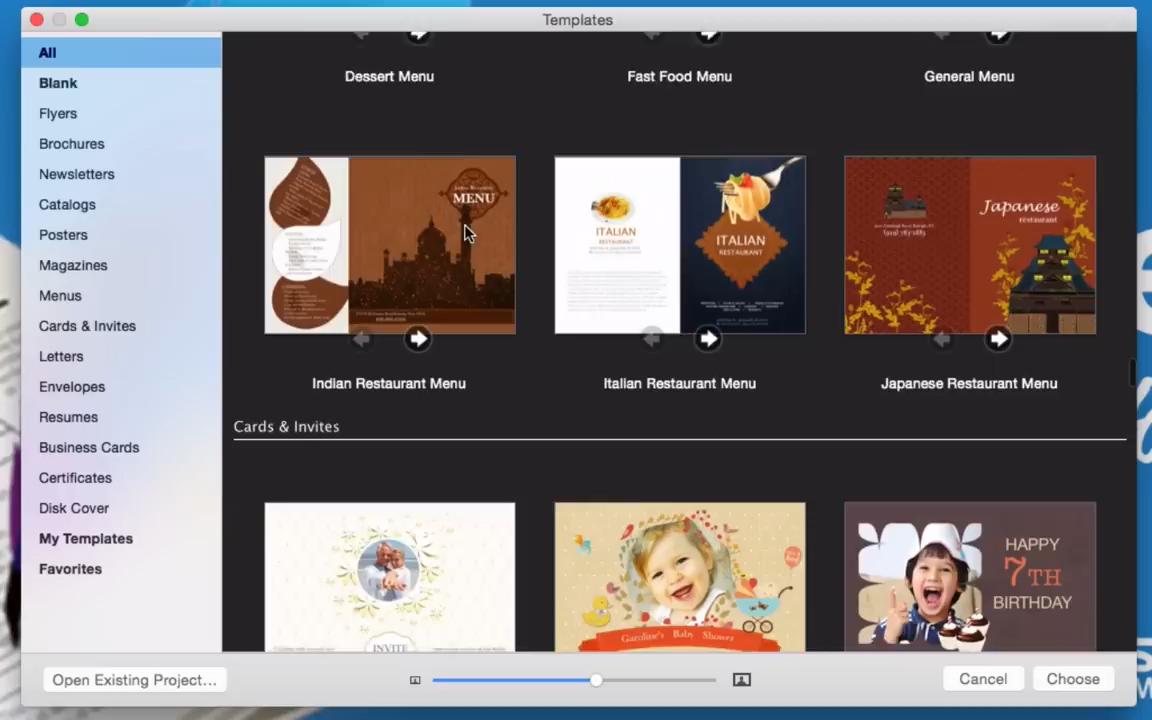 Templates
All
Blank
Flyers
Brochures
Newsletters
Catalogs
Posters
Magazines
Menus
Cards & Invites
Letters
Envelopes
Resumes
Business Cards
Certificates
Disk Cover
My Templates
Favorites
Dessert Menu
Fast Food Menu
General Menu
MENU
ITALIAN
RESTAURANT
ITALIAN
RESTAURANT
Japanese
restaurant
Indian Restaurant Menu
Italian Restaurant Menu
Japanese Restaurant Menu
Cards & Invites
INVITE
Caroline's Baby Shower
HAPPY
7TH
BIRTHDAY
Open Existing Project...
Cancel
Choose